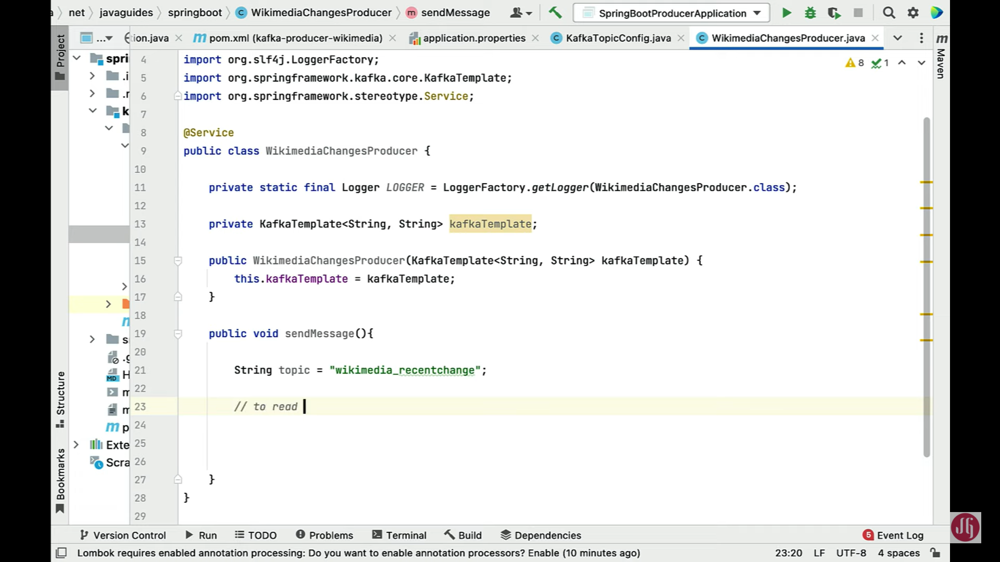 net javaguides springboot WikimediaChangesProducer sendMessage SpringBootProducerApplication
... tion.java pom.xml (kafka-producer-wikimedia) application.properties KafkaTopicConfig.java WikimediaChangesProducer.java
Project
Structure
Bookmarks
Maven
8 1
spri
.i
k
Exte
Scra
4 import org.slf4j.LoggerFactory;
5 import org.springframework.kafka.core.KafkaTemplate;
6 import org.springframework.stereotype.Service;
7
8 @Service
9 public class WikimediaChangesProducer {
10
11 private static final Logger LOGGER = LoggerFactory.getLogger(WikimediaChangesProducer.class);
12
13 private KafkaTemplate<String, String> kafkaTemplate;
14
15 public WikimediaChangesProducer(KafkaTemplate<String, String> kafkaTemplate) {
16 this.kafkaTemplate = kafkaTemplate;
17 }
18
19 public void sendMessage(){
20
21 String topic = "wikimedia_recentchange";
22
23 // to read
24
25
26
27 }
28 }
29
Version Control Run TODO Problems Terminal Build Dependencies 5 Event Log
Lombok requires enabled annotation processing: Do you want to enable annotation processors? Enable (10 minutes ago) 23:20 LF UTF-8 4 spaces
JG